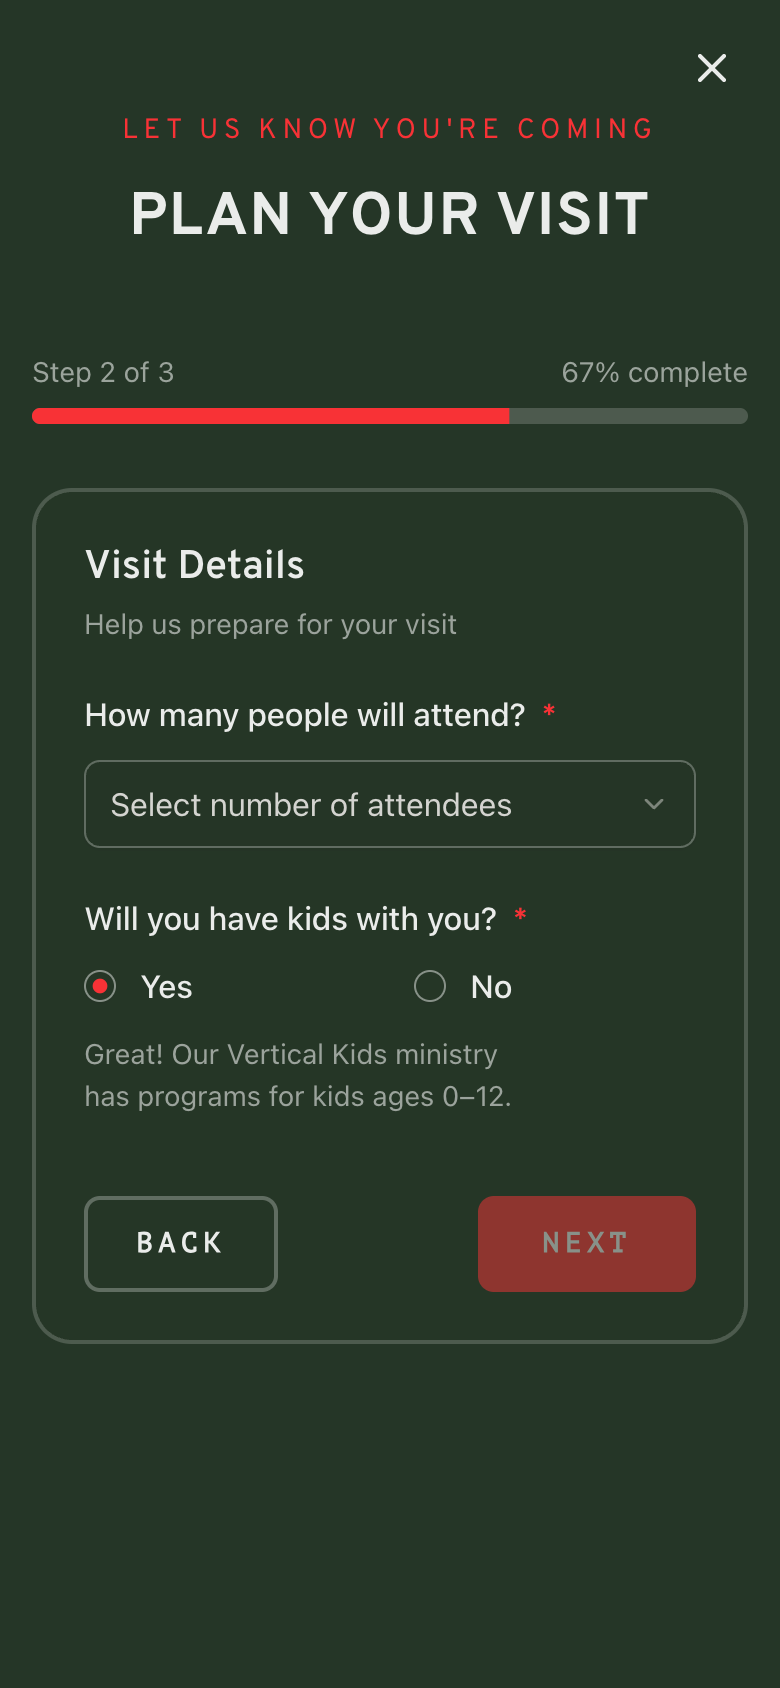 LET US KNOW YOU'RE COMING
PLAN YOUR VISIT
Step 2 of 3
67% complete
Visit Details
Help us prepare for your visit
How many people will attend? *
Select number of attendees
Will you have kids with you? *
Yes
No
Great! Our Vertical Kids ministry
has programs for kids ages 0–12.
BACK
NEXT